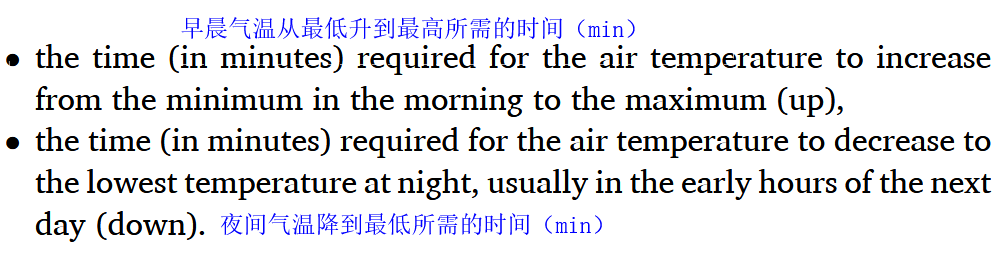 早晨气温从最低升到最高所需的时间（min）
• the time (in minutes) required for the air temperature to increase
from the minimum in the morning to the maximum (up),
• the time (in minutes) required for the air temperature to decrease to
the lowest temperature at night, usually in the early hours of the next
day (down). 夜间气温降到最低所需的时间（min）